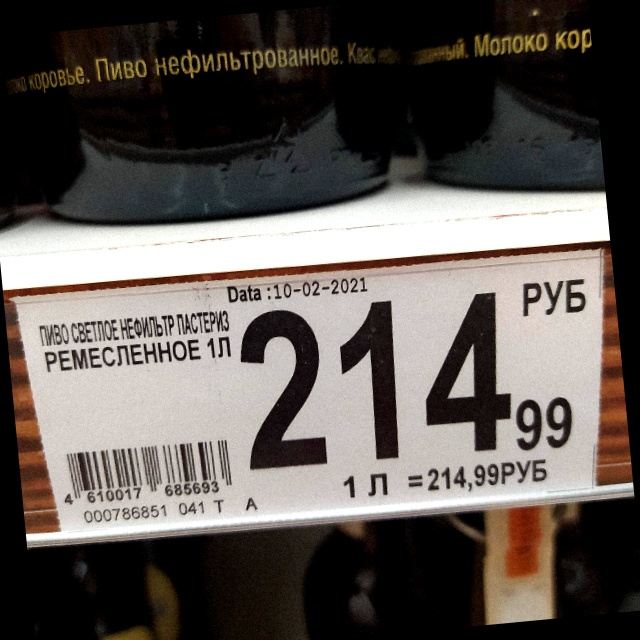 коровье. Пиво нефильтрованное. Квас
ный. Молоко кор
Data :10-02-2021
ПИВО СВЕТЛОЕ НЕФИЛЬТР ПАСТЕРИЗ
РЕМЕСЛЕННОЕ 1Л
214 99
РУБ
1 Л =214,99РУБ
4 610017 685693
000786851 041 Т А